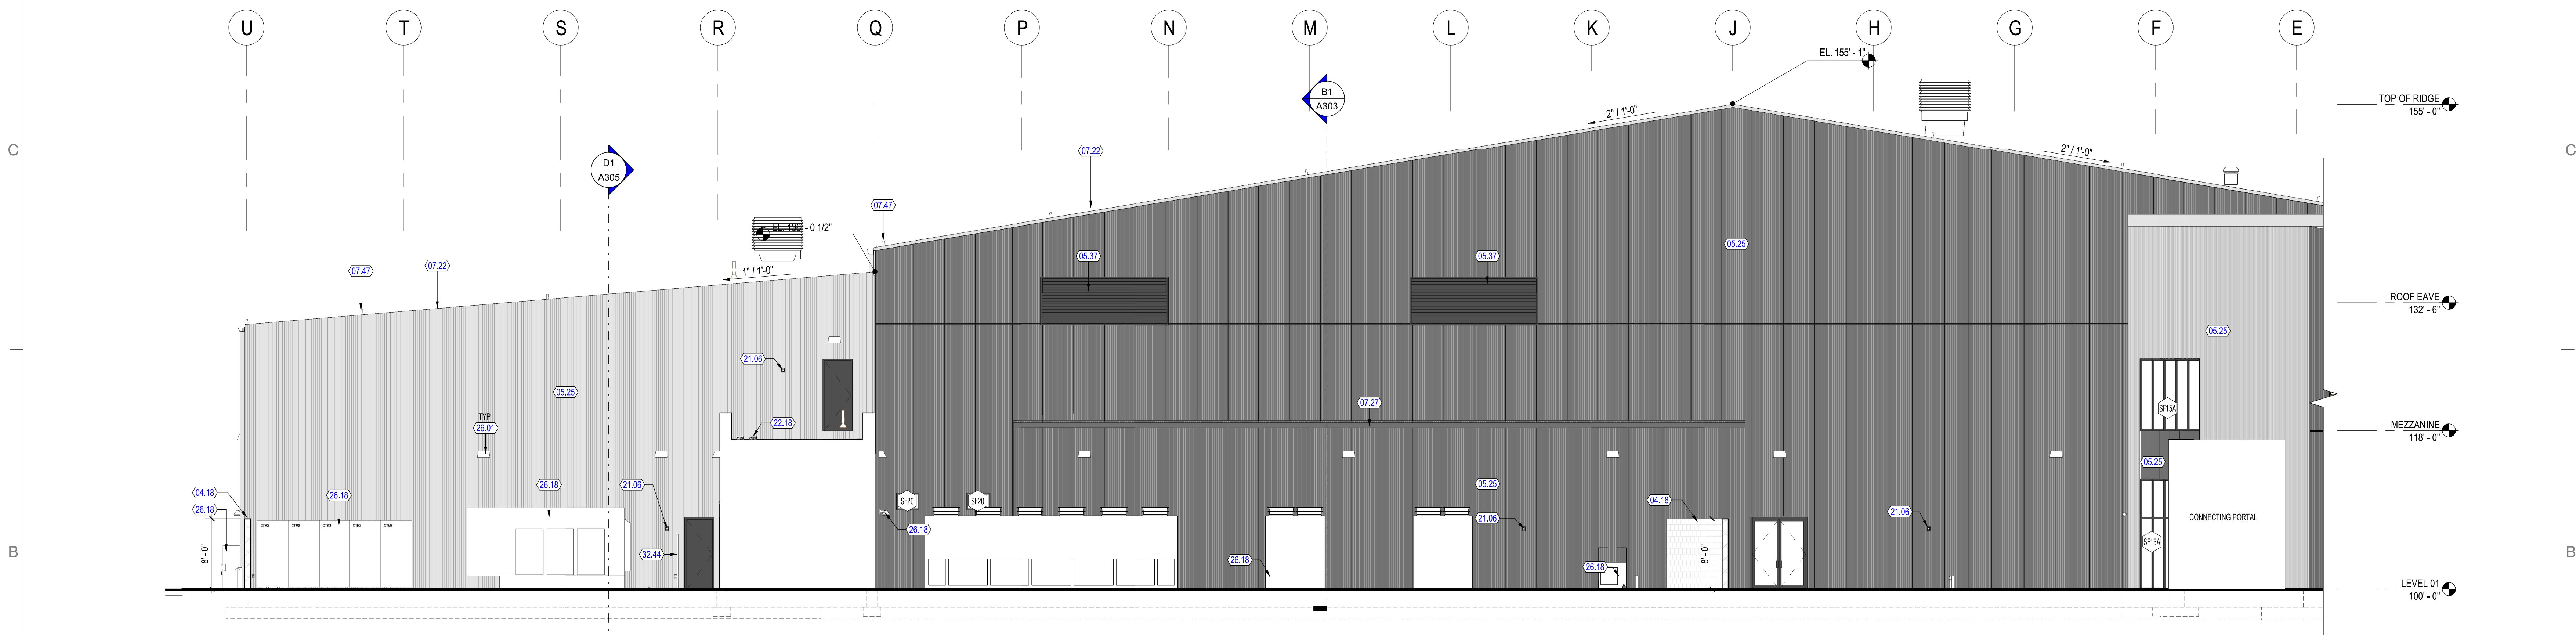 U
T
S
R
Q
P
N
M
L
K
J
H
G
F
E
EL. 155' - 1"
B1
A303
TOP OF RIDGE
155' - 0"
2" / 1'-0"
C
07.22
2" / 1'-0"
C
D1
A305
07.47
EL. 136' - 0 1/2"
05.25
05.37
05.37
07.47
07.22
1" / 1'-0"
ROOF EAVE
132' - 6"
05.25
21.06
05.25
07.27
SF15A
TYP
26.01
22.18
MEZZANINE
118' - 0"
05.25
04.18
26.18
26.18
26.18
21.06
SF20
SF20
05.25
04.18
26.18
21.06
21.06
CONNECTING PORTAL
SF15A
8' - 0"
32.44
26.18
26.18
8' - 0"
B
B
LEVEL 01
100' - 0"